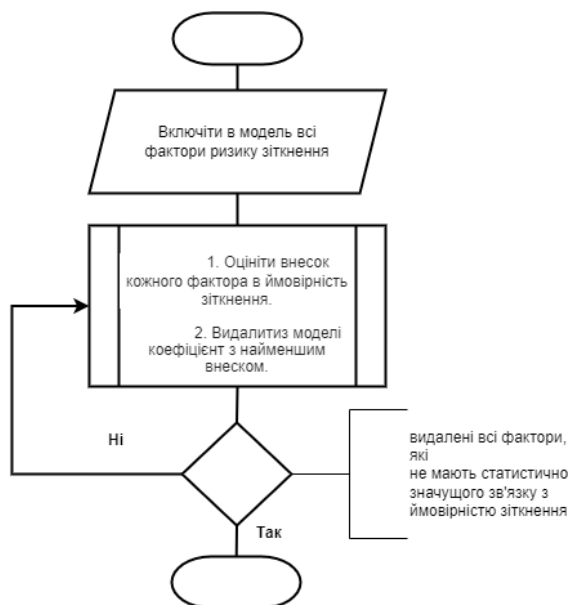 Включіти в модель всі
фактори ризику зіткнення
1. Оцініти внесок
кожного фактора в ймовірність
зіткнення.
2. Видалитиз моделі
коефіцієнт з найменшим
внеском.
Ні
видалені всі фактори,
які
не мають статистично
значущого зв'язку з
ймовірністю зіткнення
Так